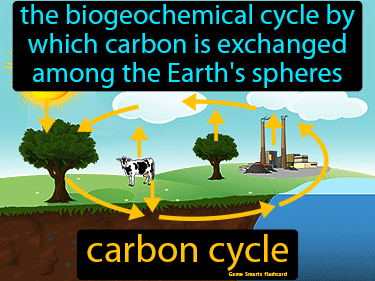 the biogeochemical cycle by
which carbon is exchanged
among the Earth's spheres
carbon cycle
Game Smartz flashcard